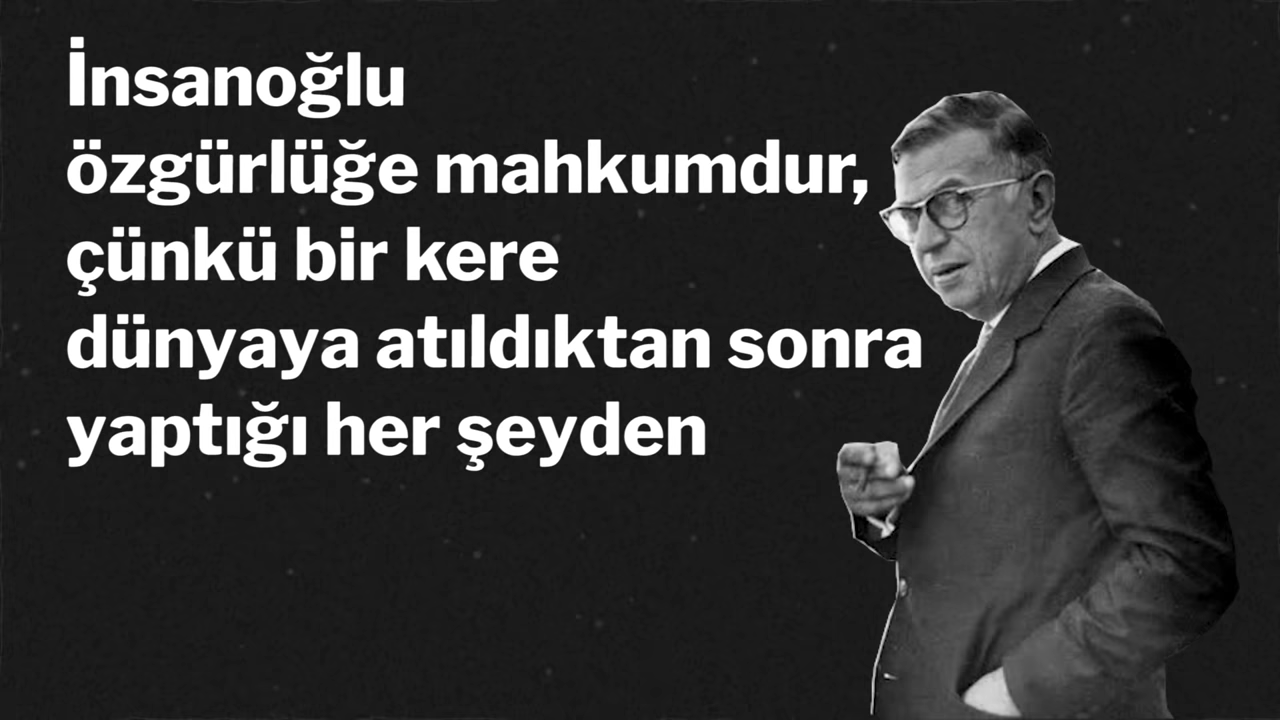 İnsanoğlu
özgürlüğe mahkumdur,
çünkü bir kere
dünyaya atıldıktan sonra
yaptığı her şeyden